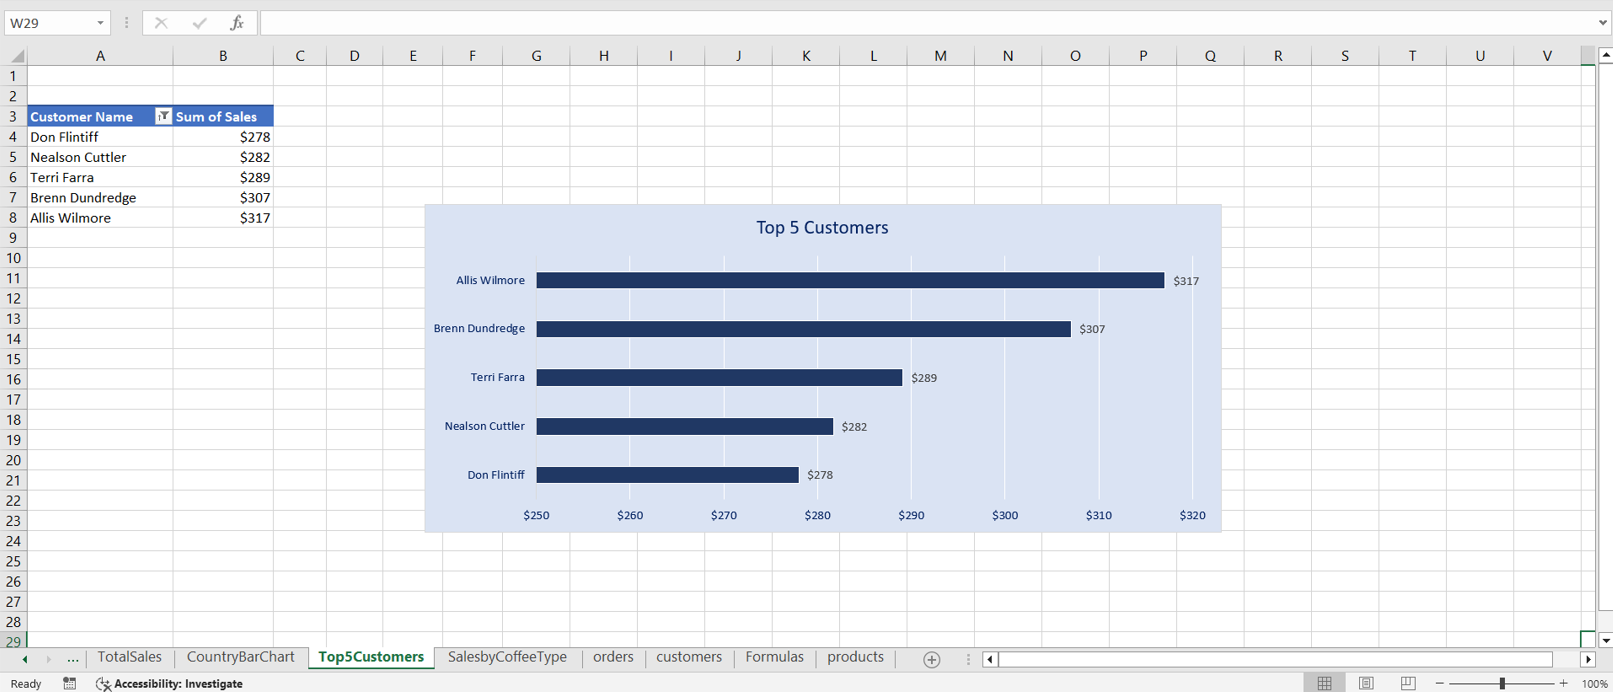 W29
fx
A B C D E F G H I J K L M N O P Q R S T U V
1
2
3 Customer Name Sum of Sales
4 Don Flintiff $278
5 Nealson Cuttler $282
6 Terri Farra $289
7 Brenn Dundredge $307
8 Allis Wilmore $317
9
10
11
12
13
14
15
16
17
18
19
20
21
22
23
24
25
26
27
28
29
Top 5 Customers
Allis Wilmore $317
Brenn Dundredge $307
Terri Farra $289
Nealson Cuttler $282
Don Flintiff $278
$250 $260 $270 $280 $290 $300 $310 $320
... TotalSales CountryBarChart Top5Customers SalesbyCoffeeType orders customers Formulas products
Ready Accessibility: Investigate 100%